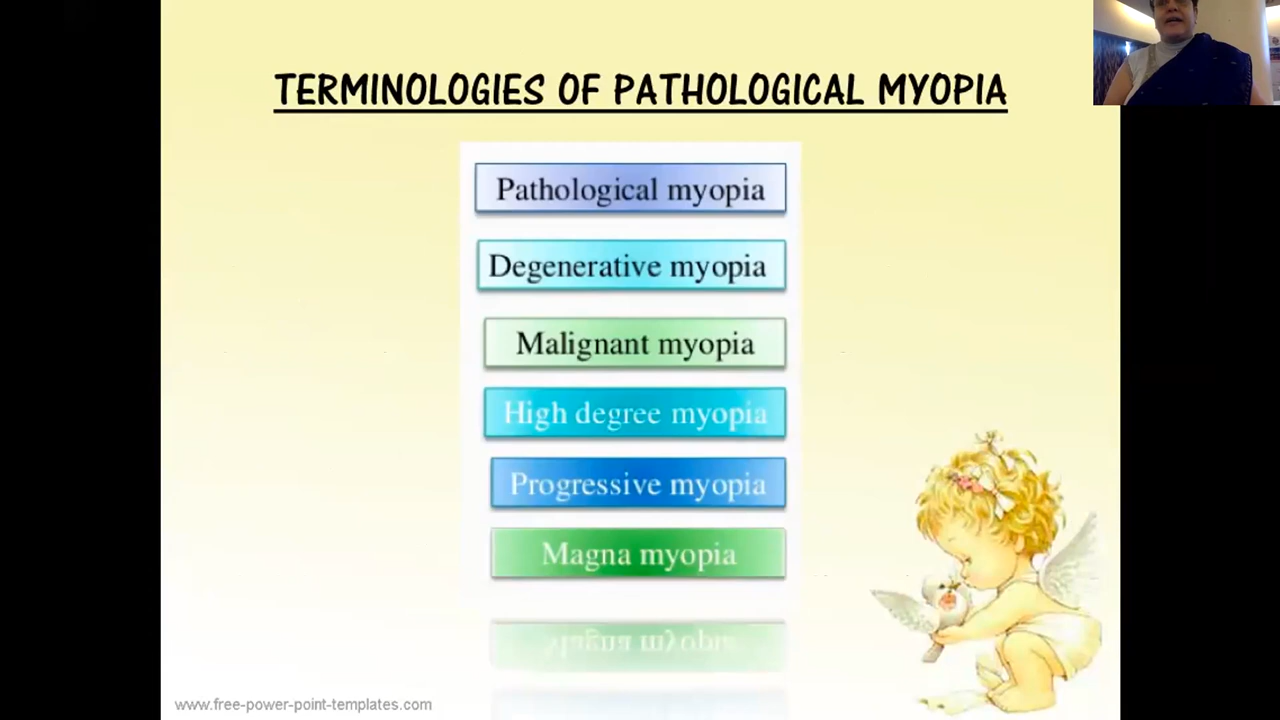 TERMINOLOGIES OF PATHOLOGICAL MYOPIA
Pathological myopia
Degenerative myopia
Malignant myopia
High degree myopia
Progressive myopia
Magna myopia
www.free-power-point-templates.com